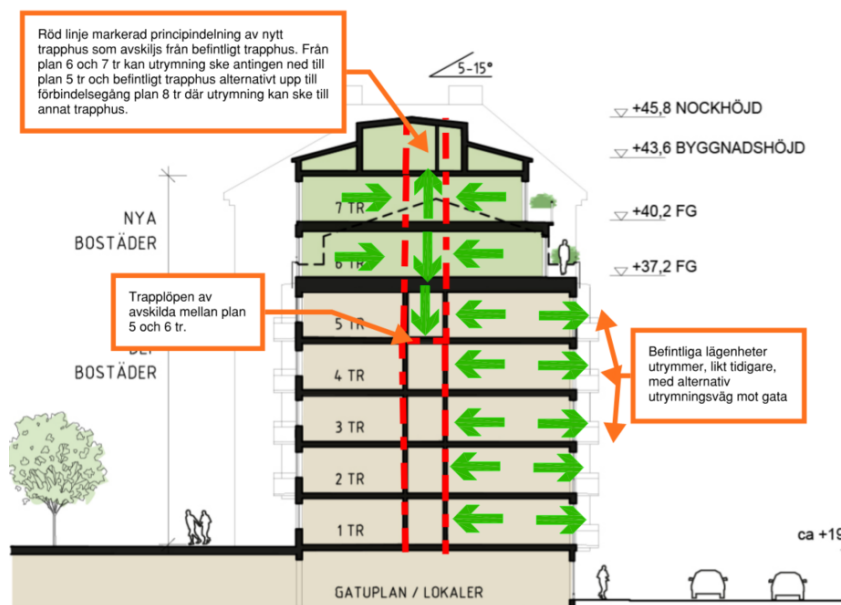 Röd linje markerad principindelning av nytt
trapphus som avskiljs från befintligt trapphus. Från
plan 6 och 7 tr kan utrymning ske antingen ned till
plan 5 tr och befintligt trapphus alternativt upp till
förbindelsegång plan 8 tr där utrymning kan ske till
annat trapphus.
5-15°
+45,8 NOCKHÖJD
+43,6 BYGGNADSHÖJD
7 TR
NYA
BOSTÄDER
+40,2 FG
6 TR
+37,2 FG
Trapplöpen av
avskilda mellan plan
5 och 6 tr.
5 TR
BOSTÄDER
4 TR
Befintliga lägenheter
utrymmer, likt tidigare,
med alternativ
utrymningsväg mot gata
3 TR
2 TR
1 TR
ca +19
GATUPLAN / LOKALER